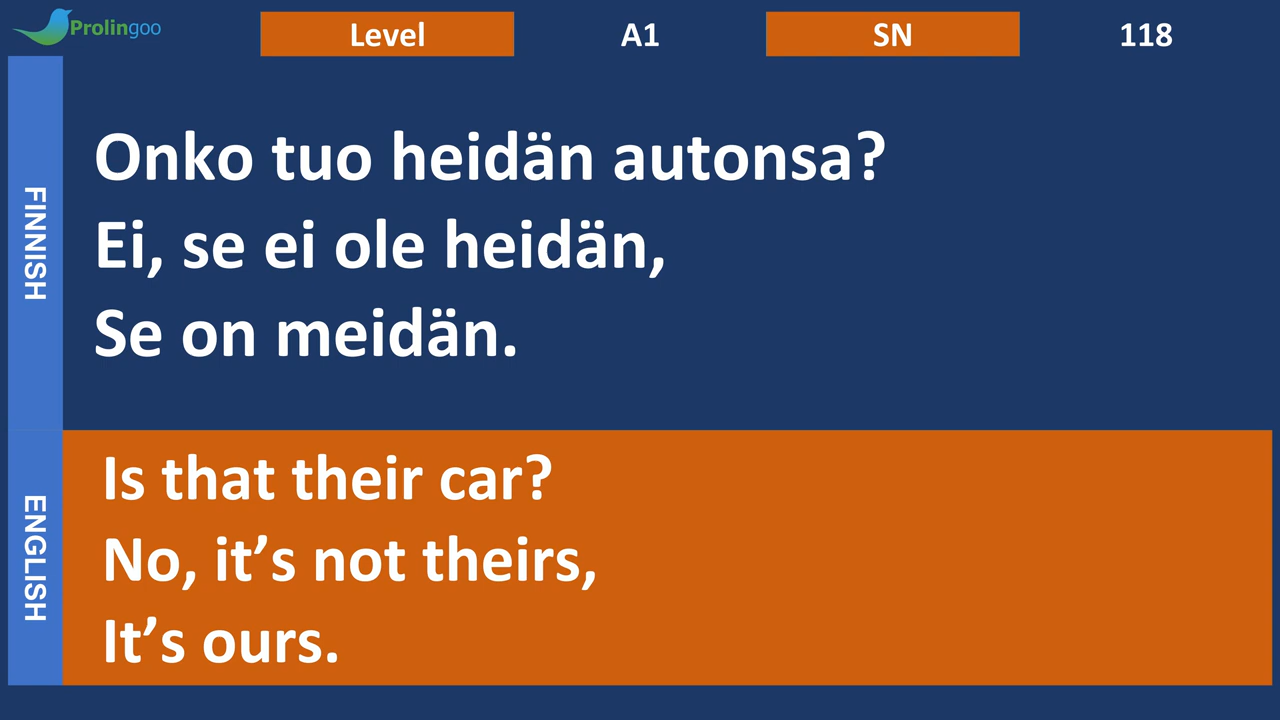 Prolingoo
Level A1 SN 118
FINNISH
Onko tuo heidän autonsa?
Ei, se ei ole heidän,
Se on meidän.
ENGLISH
Is that their car?
No, it’s not theirs,
It’s ours.